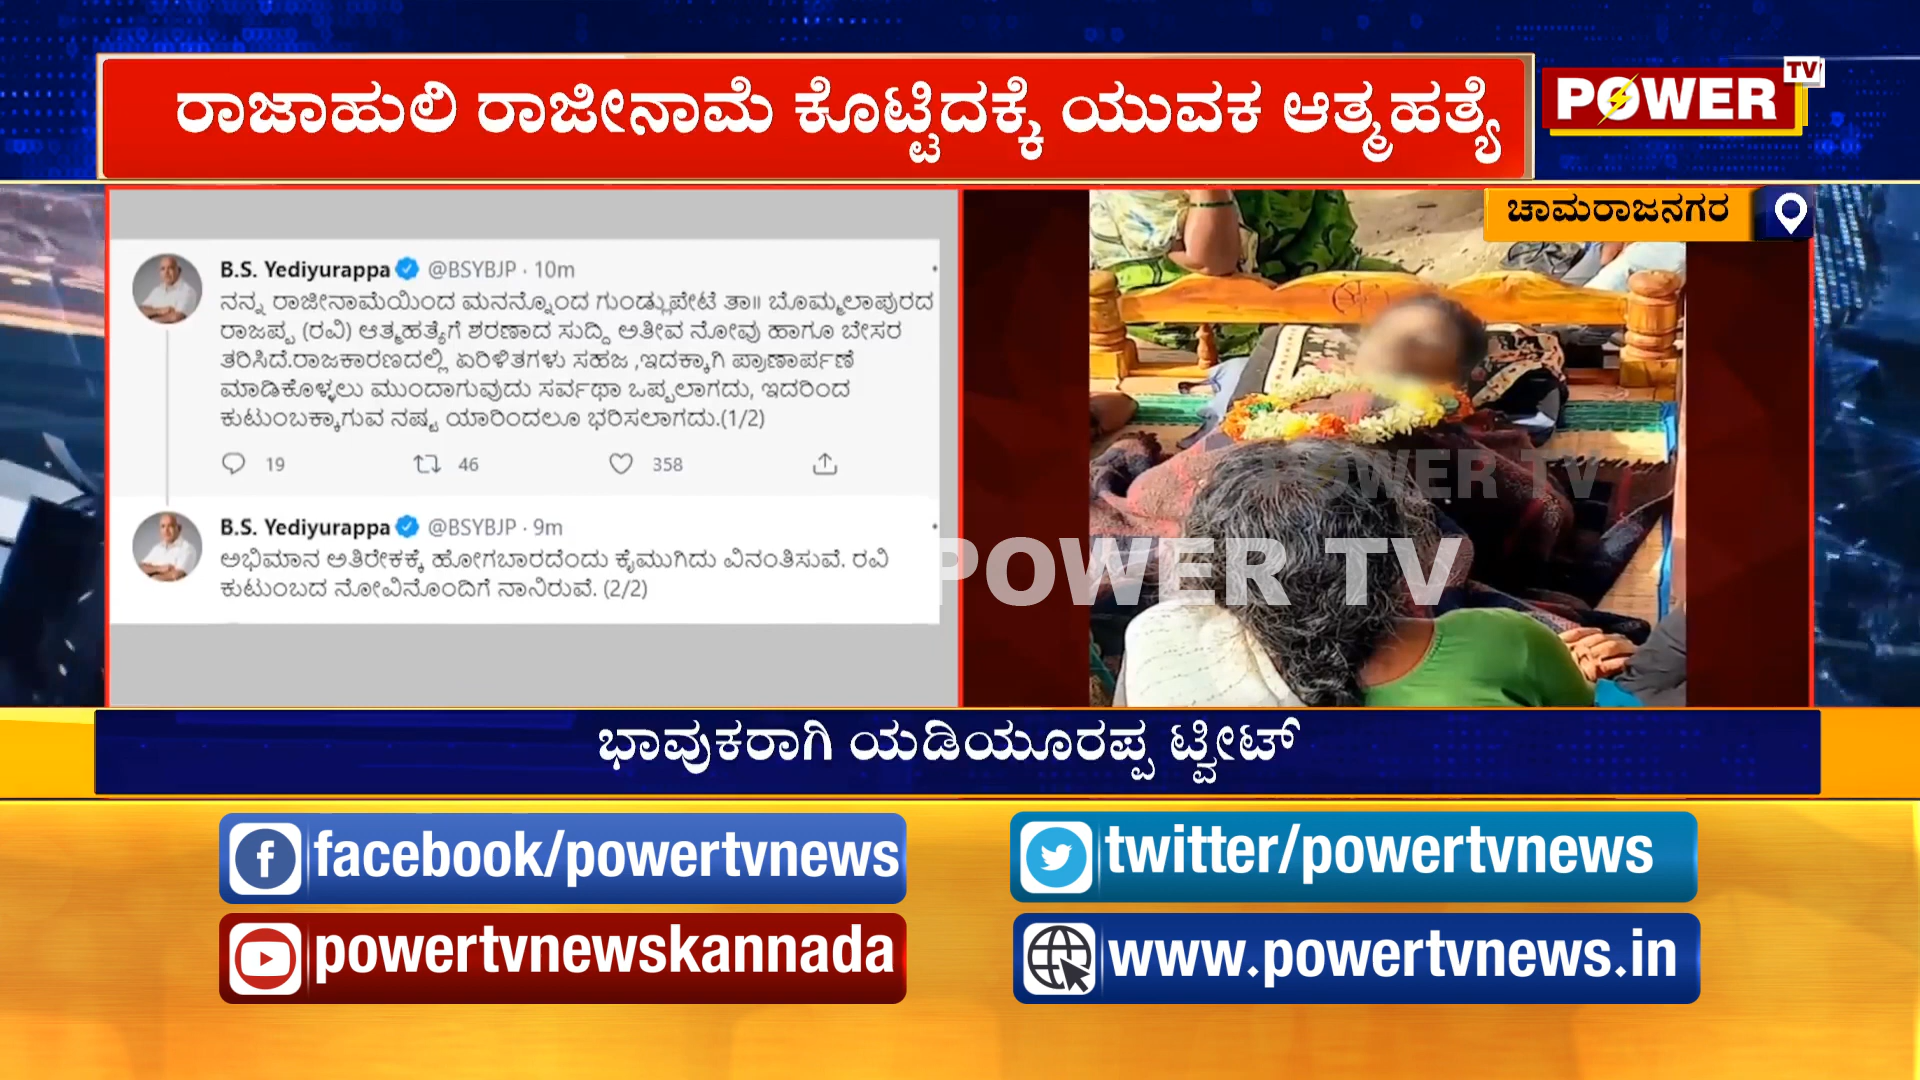 ರಾಜಾಹುಲಿ ರಾಜೀನಾಮೆ ಕೊಟ್ಟಿದಕ್ಕೆ ಯುವಕ ಆತ್ಮಹತ್ಯೆ
POWER TV
ಚಾಮರಾಜನಗರ
B.S. Yediyurappa @BSYBJP · 10m
ನನ್ನ ರಾಜೀನಾಮೆಯಿಂದ ಮನನ್ನೊಂದ ಗುಂಡ್ಲುಪೇಟೆ ತಾ॥ ಬೊಮ್ಮಲಾಪುರದ
ರಾಜಪ್ಪ (ರವಿ) ಆತ್ಮಹತ್ಯೆಗೆ ಶರಣಾದ ಸುದ್ದಿ ಅತೀವ ನೋವು ಹಾಗೂ ಬೇಸರ
ತರಿಸಿದೆ.ರಾಜಕಾರಣದಲ್ಲಿ ಏರಿಳಿತಗಳು ಸಹಜ ,ಇದಕ್ಕಾಗಿ ಪ್ರಾಣಾರ್ಪಣೆ
ಮಾಡಿಕೊಳ್ಳಲು ಮುಂದಾಗುವುದು ಸರ್ವಥಾ ಒಪ್ಪಲಾಗದು, ಇದರಿಂದ
ಕುಟುಂಬಕ್ಕಾಗುವ ನಷ್ಟ ಯಾರಿಂದಲೂ ಭರಿಸಲಾಗದು.(1/2)
19 46 358
B.S. Yediyurappa @BSYBJP · 9m
ಅಭಿಮಾನ ಅತಿರೇಕಕ್ಕೆ ಹೋಗಬಾರದೆಂದು ಕೈಮುಗಿದು ವಿನಂತಿಸುವೆ. ರವಿ
ಕುಟುಂಬದ ನೋವಿನೊಂದಿಗೆ ನಾನಿರುವೆ. (2/2)
POWER TV
POWER TV
ಭಾವುಕರಾಗಿ ಯಡಿಯೂರಪ್ಪ ಟ್ವೀಟ್
facebook/powertvnews
twitter/powertvnews
powertvnewskannada
www.powertvnews.in